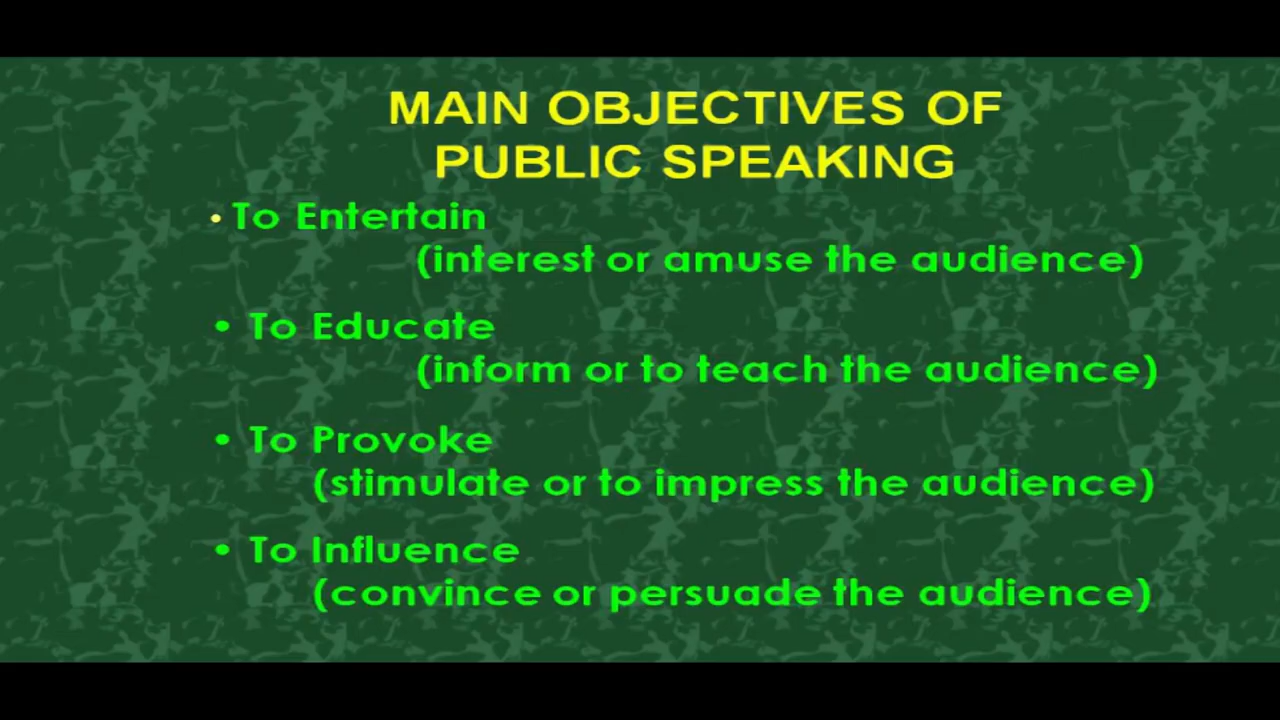 MAIN OBJECTIVES OF
PUBLIC SPEAKING
• To Entertain
(interest or amuse the audience)
• To Educate
(inform or to teach the audience)
• To Provoke
(stimulate or to impress the audience)
• To Influence
(convince or persuade the audience)